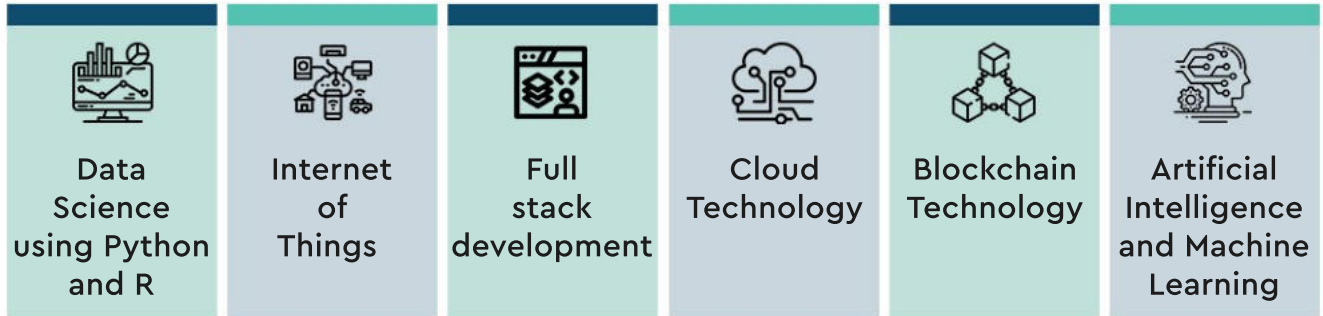 Data
Science
using Python
and R
Internet
of
Things
Full
stack
development
Cloud
Technology
Blockchain
Technology
Artificial
Intelligence
and Machine
Learning